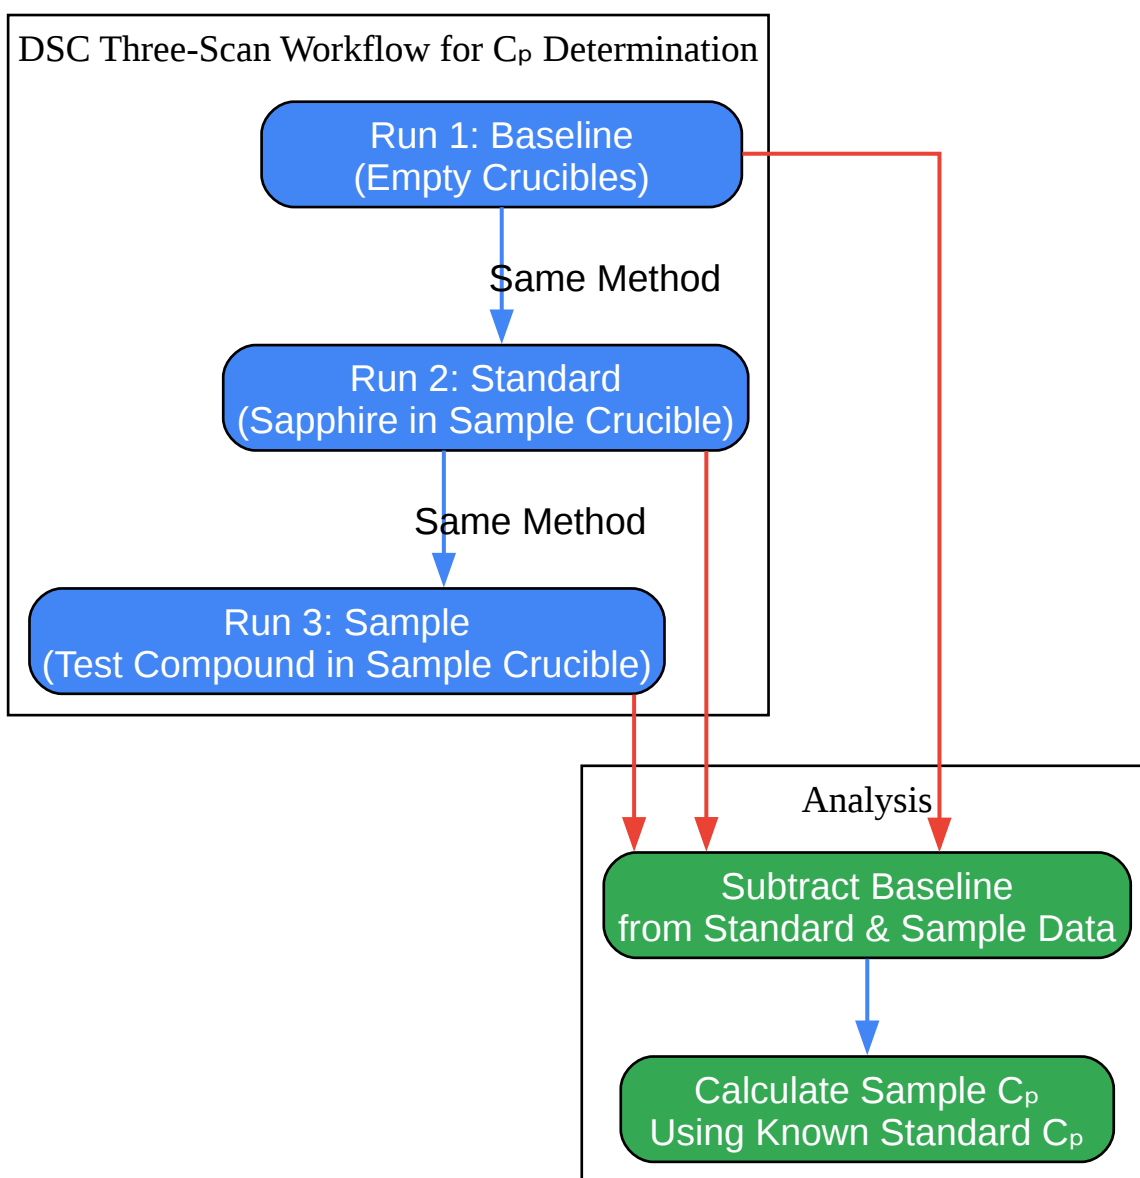 DSC Three-Scan Workflow for Cₚ Determination
Run 1: Baseline
(Empty Crucibles)
Same Method
Run 2: Standard
(Sapphire in Sample Crucible)
Same Method
Run 3: Sample
(Test Compound in Sample Crucible)
Analysis
Subtract Baseline
from Standard & Sample Data
Calculate Sample Cₚ
Using Known Standard Cₚ